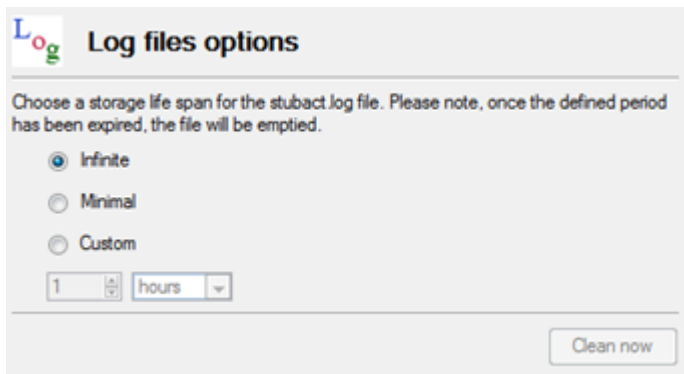 Log
Log files options
Choose a storage life span for the stubact.log file. Please note, once the defined period
has been expired, the file will be emptied.
Infinite
Minimal
Custom
1 hours
Clean now